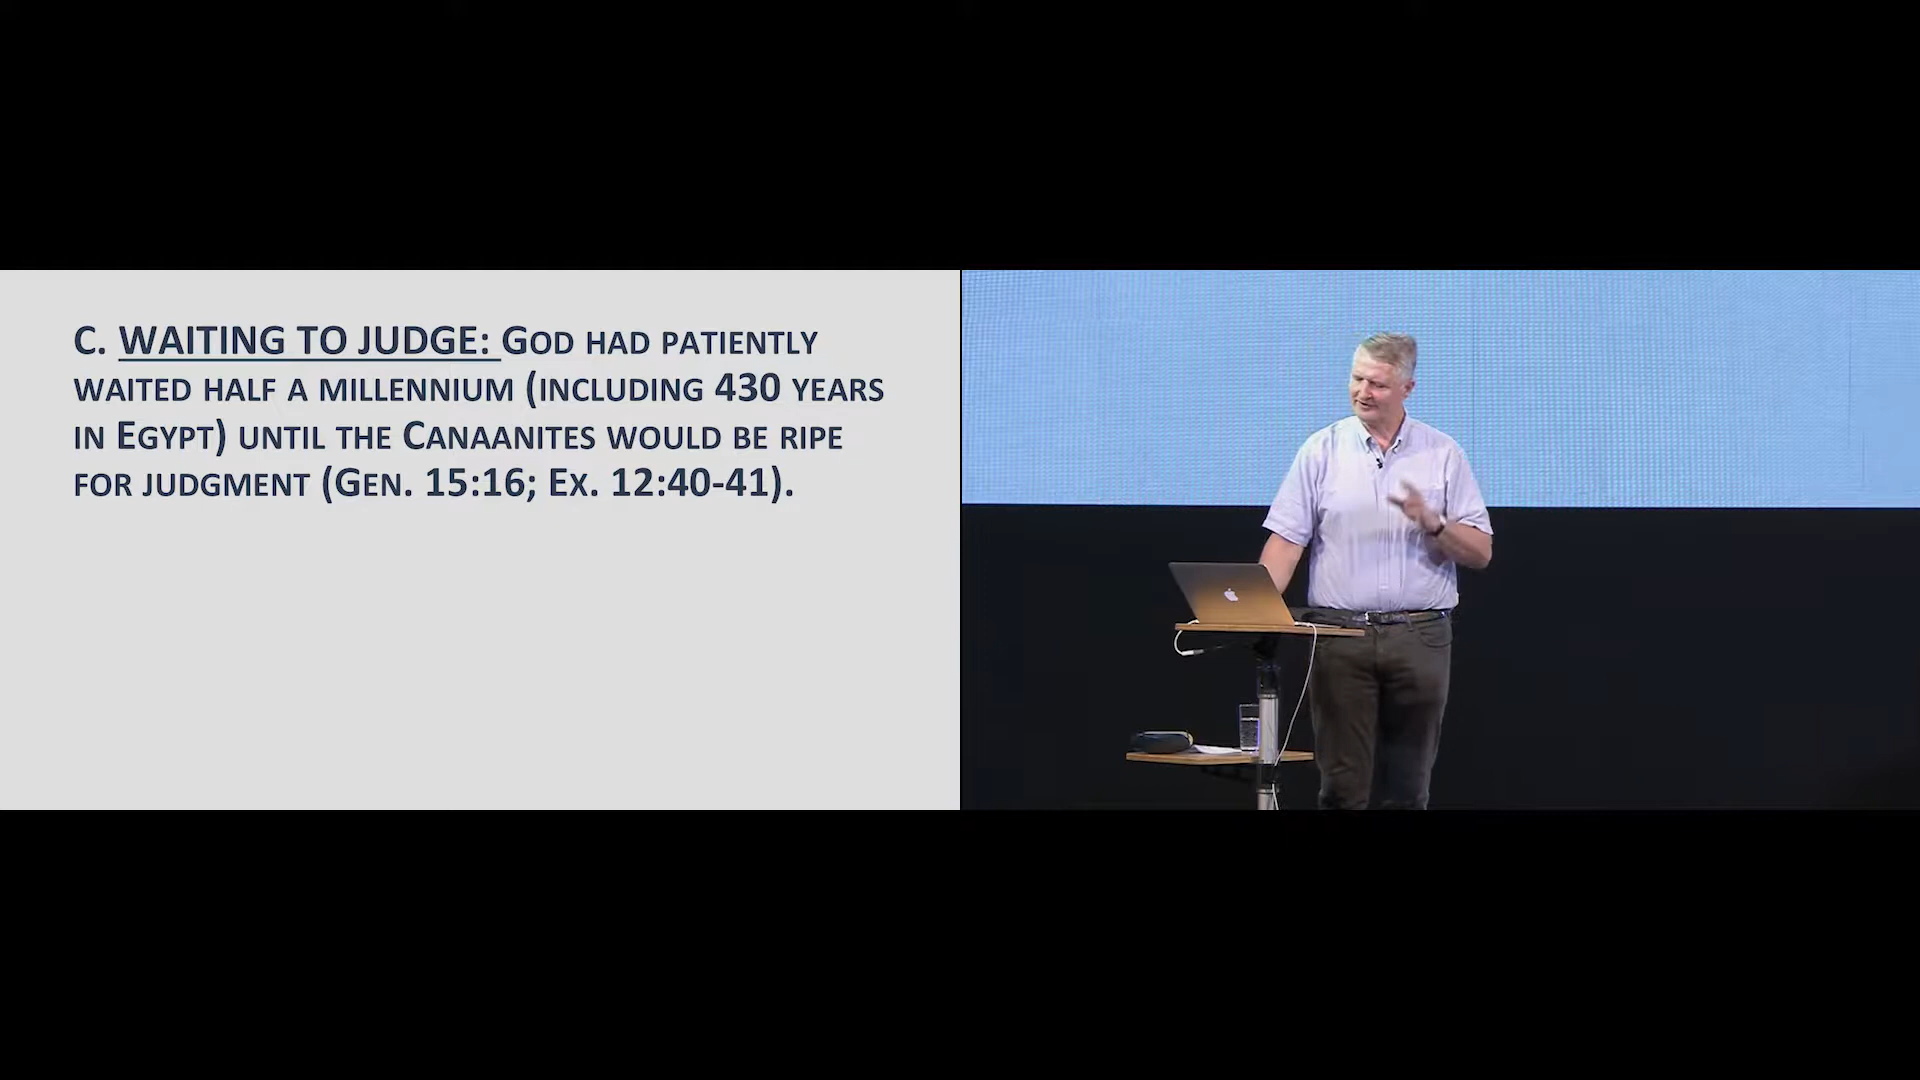 C. WAITING TO JUDGE: GOD HAD PATIENTLY
WAITED HALF A MILLENNIUM (INCLUDING 430 YEARS
IN EGYPT) UNTIL THE CANAANITES WOULD BE RIPE
FOR JUDGMENT (GEN. 15:16; EX. 12:40-41).